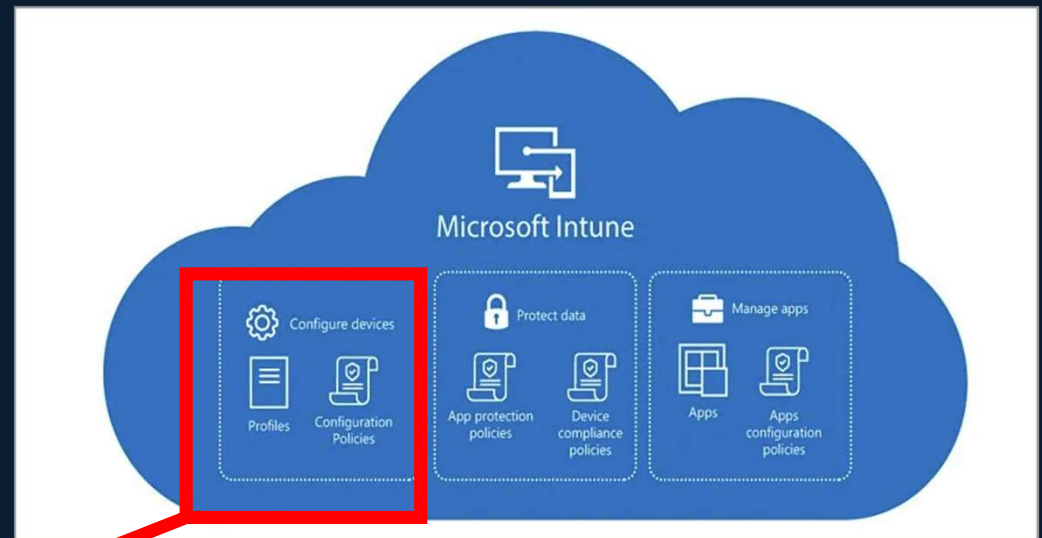 Microsoft Intune
Configure devices
Profiles
Configuration
Policies
Protect data
App protection
policies
Device
compliance
policies
Manage apps
Apps
Apps
configuration
policies